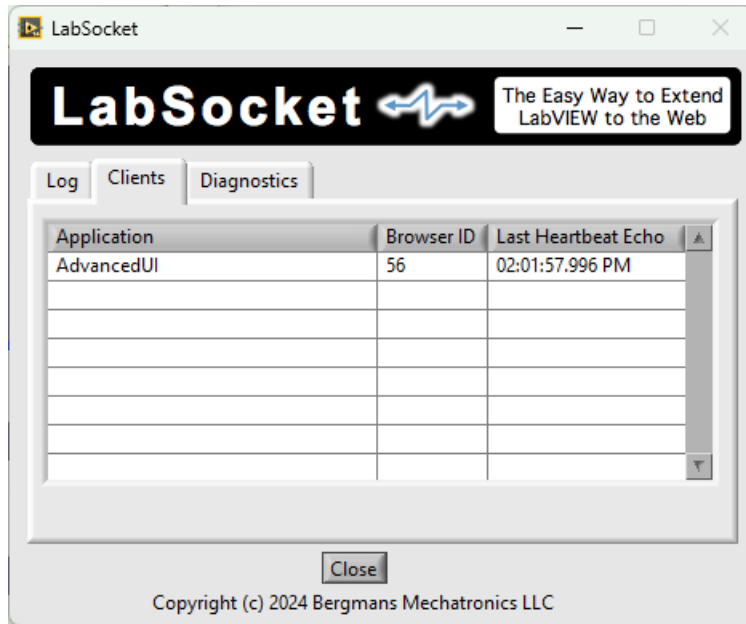 LabSocket
LabSocket
The Easy Way to Extend
LabVIEW to the Web
Log Clients Diagnostics
Application Browser ID Last Heartbeat Echo
AdvancedUI 56 02:01:57.996 PM
Close
Copyright (c) 2024 Bergmans Mechatronics LLC